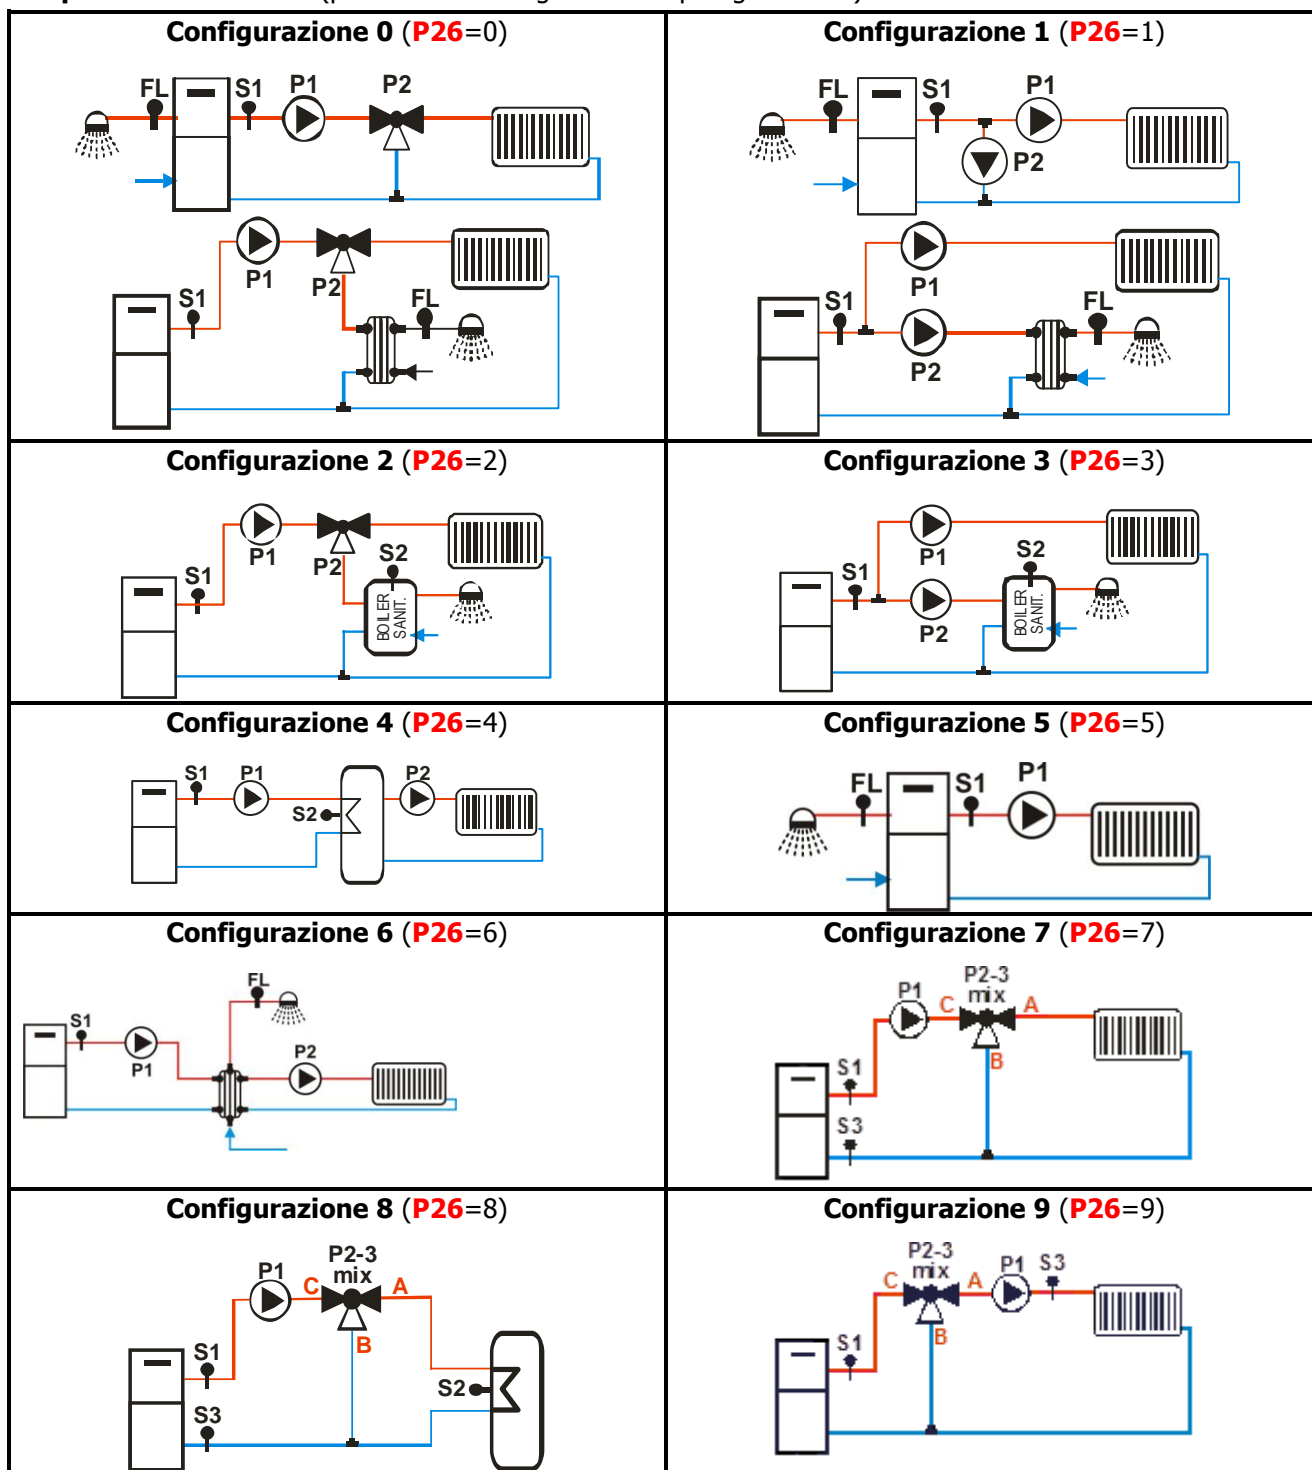 Configurazione 0 (P26=0)
FL S1 P1 P2
P1 P2 S1 FL
Configurazione 1 (P26=1)
FL S1 P1 P2
P1 S1 FL P2
Configurazione 2 (P26=2)
P1 P2 S2 S1
BOILER
SANIT.
Configurazione 3 (P26=3)
P1 S2 S1 P2
BOILER
SANIT.
Configurazione 4 (P26=4)
S1 P1 P2
S2
Configurazione 5 (P26=5)
FL S1 P1
Configurazione 6 (P26=6)
FL
S1
P1 P2
Configurazione 7 (P26=7)
P2-3
mix
P1 C A
B
S1
S3
Configurazione 8 (P26=8)
P2-3
mix
P1 C A
B
S1
S2
S3
Configurazione 9 (P26=9)
P2-3
mix
C A P1 S3
B
S1